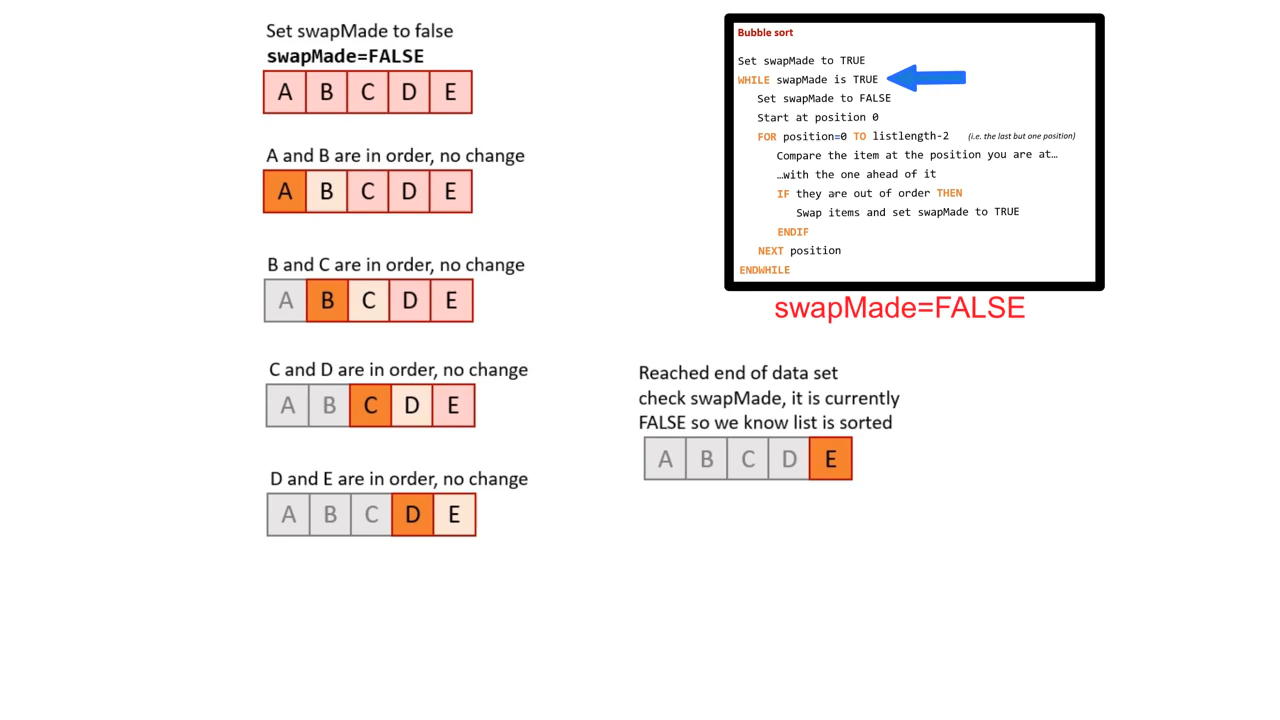 Set swapMade to false
swapMade=FALSE
A B C D E
A and B are in order, no change
A B C D E
B and C are in order, no change
A B C D E
C and D are in order, no change
A B C D E
D and E are in order, no change
A B C D E
Bubble sort
Set swapMade to TRUE
WHILE swapMade is TRUE
Set swapMade to FALSE
Start at position 0
FOR position=0 TO listlength-2 (i.e. the last but one position)
Compare the item at the position you are at…
…with the one ahead of it
IF they are out of order THEN
Swap items and set swapMade to TRUE
ENDIF
NEXT position
ENDWHILE
swapMade=FALSE
Reached end of data set
check swapMade, it is currently
FALSE so we know list is sorted
A B C D E